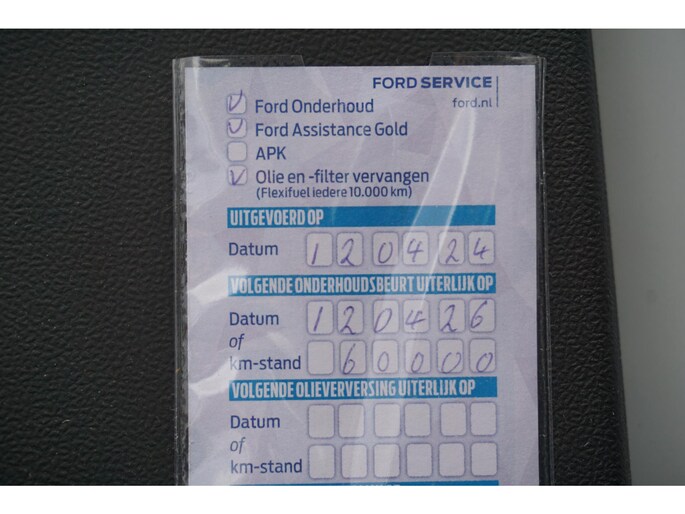 FORD SERVICE
ford.nl
Ford Onderhoud
Ford Assistance Gold
APK
Olie en -filter vervangen
(Flexifuel iedere 10.000 km)
UITGEVOERD OP
Datum 120424
VOLGENDE ONDERHOUDSBEURT UITERLIJK OP
Datum 120426
of
km-stand 60000
VOLGENDE OLIEVERVERSING UITERLIJK OP
Datum
of
km-stand